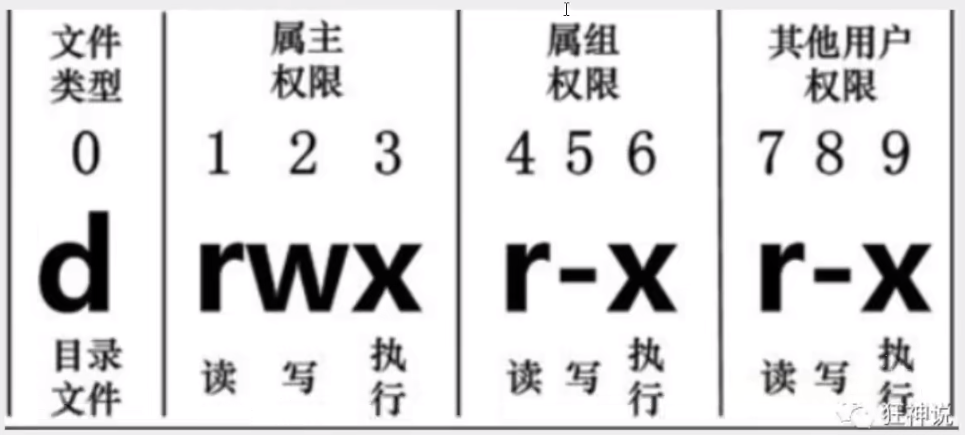 文件 属主 属组 其他用户
类型 权限 权限 权限
0 1 2 3 4 5 6 7 8 9
d rwx r-x r-x
目录 执 执 执
文件 读 写 行 读 写 行 读 写 行
狂神说